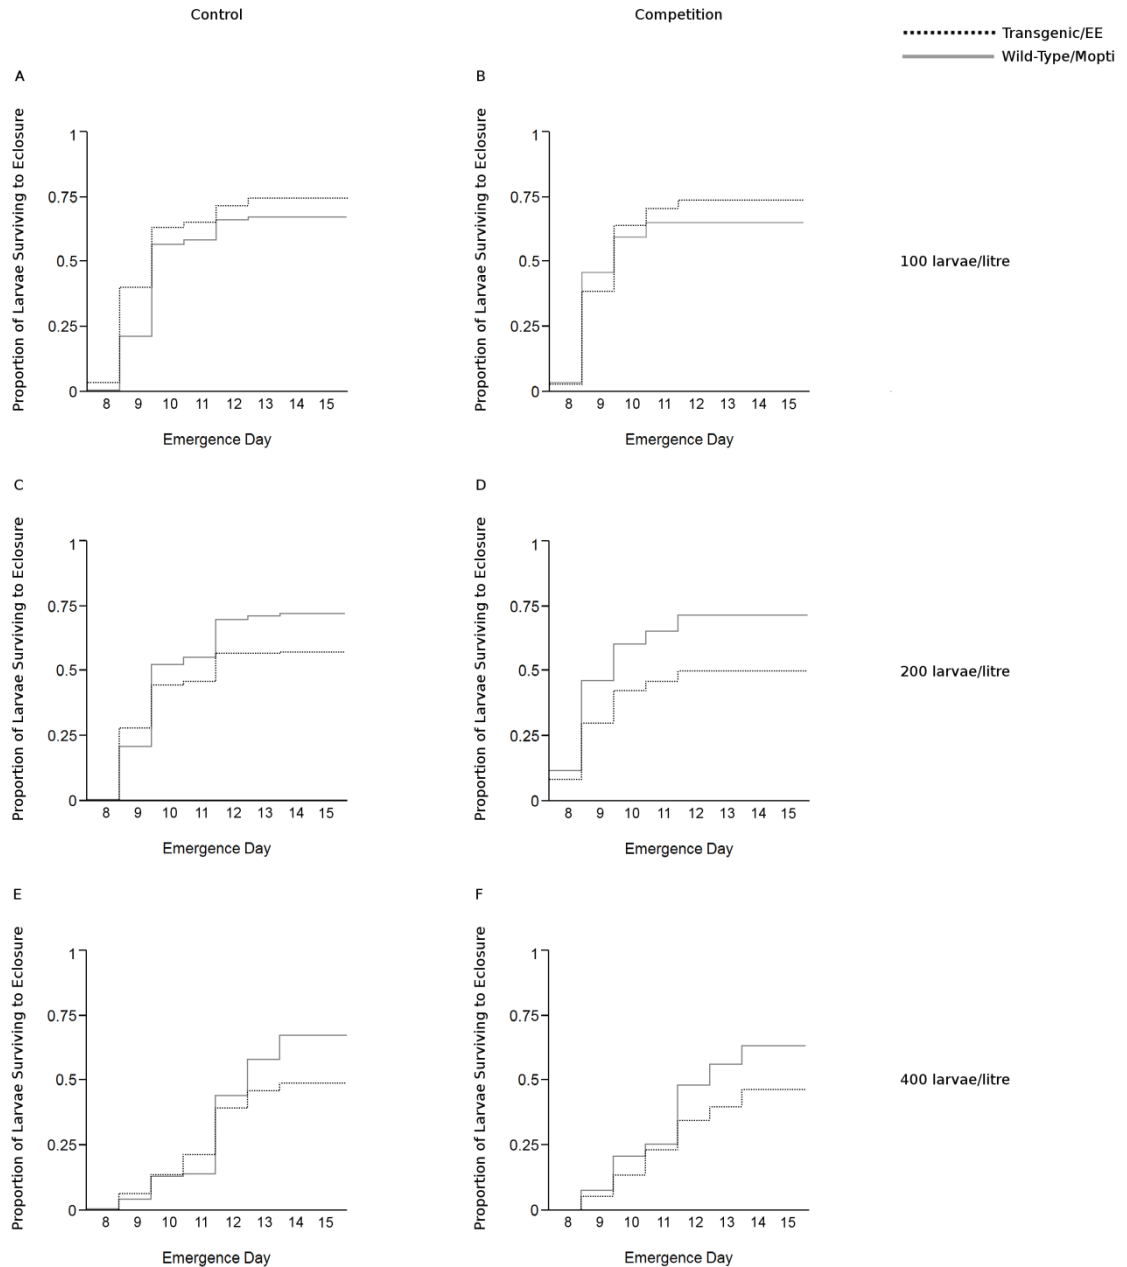 Control
Competition
Transgenic/EE
Wild-Type/Mopti
A
Proportion of Larvae Surviving to Eclosure
1
0.75
0.5
0.25
0
8 9 10 11 12 13 14 15
Emergence Day
B
Proportion of Larvae Surviving to Eclosure
1
0.75
0.5
0.25
0
8 9 10 11 12 13 14 15
Emergence Day
100 larvae/litre
C
Proportion of Larvae Surviving to Eclosure
1
0.75
0.5
0.25
0
8 9 10 11 12 13 14 15
Emergence Day
D
Proportion of Larvae Surviving to Eclosure
1
0.75
0.5
0.25
0
8 9 10 11 12 13 14 15
Emergence Day
200 larvae/litre
E
Proportion of Larvae Surviving to Eclosure
1
0.75
0.5
0.25
0
8 9 10 11 12 13 14 15
Emergence Day
F
Proportion of Larvae Surviving to Eclosure
1
0.75
0.5
0.25
0
8 9 10 11 12 13 14 15
Emergence Day
400 larvae/litre